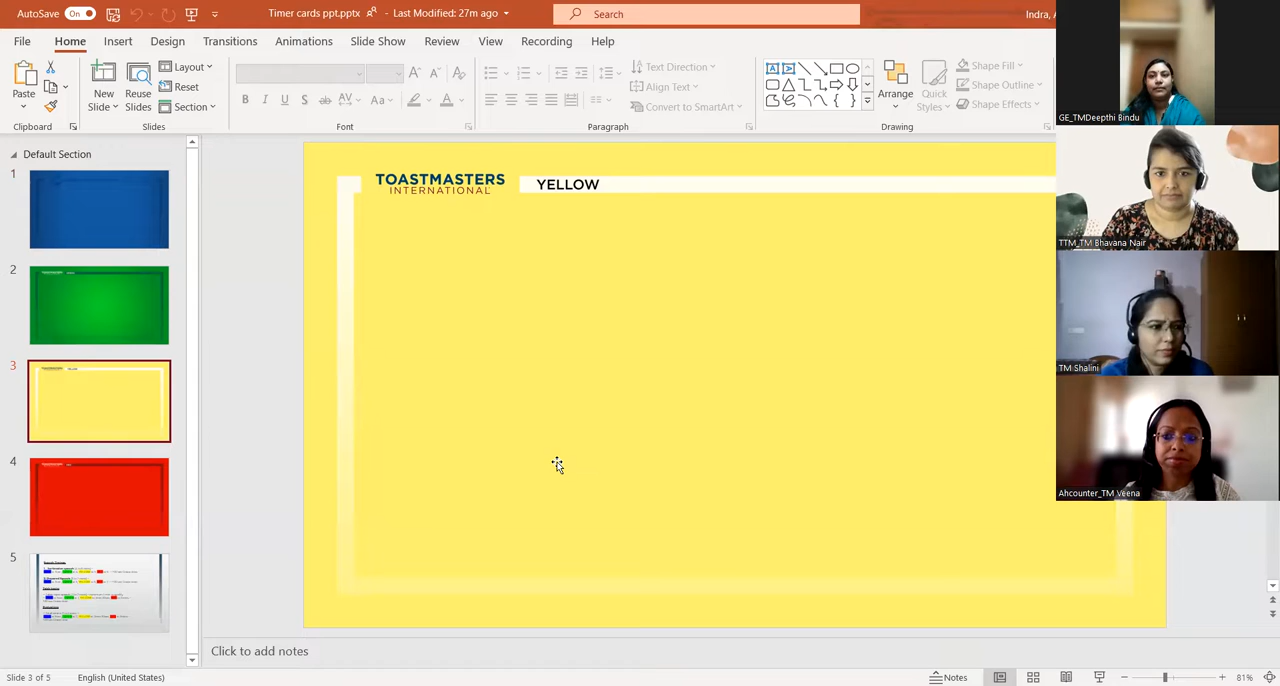 AutoSave On Timer cards ppt.pptx - Last Modified: 27m ago Search Indra, A
File Home Insert Draw Design Transitions Animations Slide Show Review View Recording Help
Paste
New Slide
Reuse Slides
Layout
Reset
Section
Text Direction
Align Text
Convert to SmartArt
Arrange
Quick Styles
Shape Fill
Shape Outline
Shape Effects
Clipboard Slides Font Paragraph Drawing
Default Section
1
2
3
4
5
TOASTMASTERS
INTERNATIONAL
YELLOW
GE_TMDeepthi Bindu
TTM_TM Bhavana Nair
TM Shalini
Ahcounter_TM Veena
Click to add notes
Slide 3 of 5 English (United States) Notes 81%